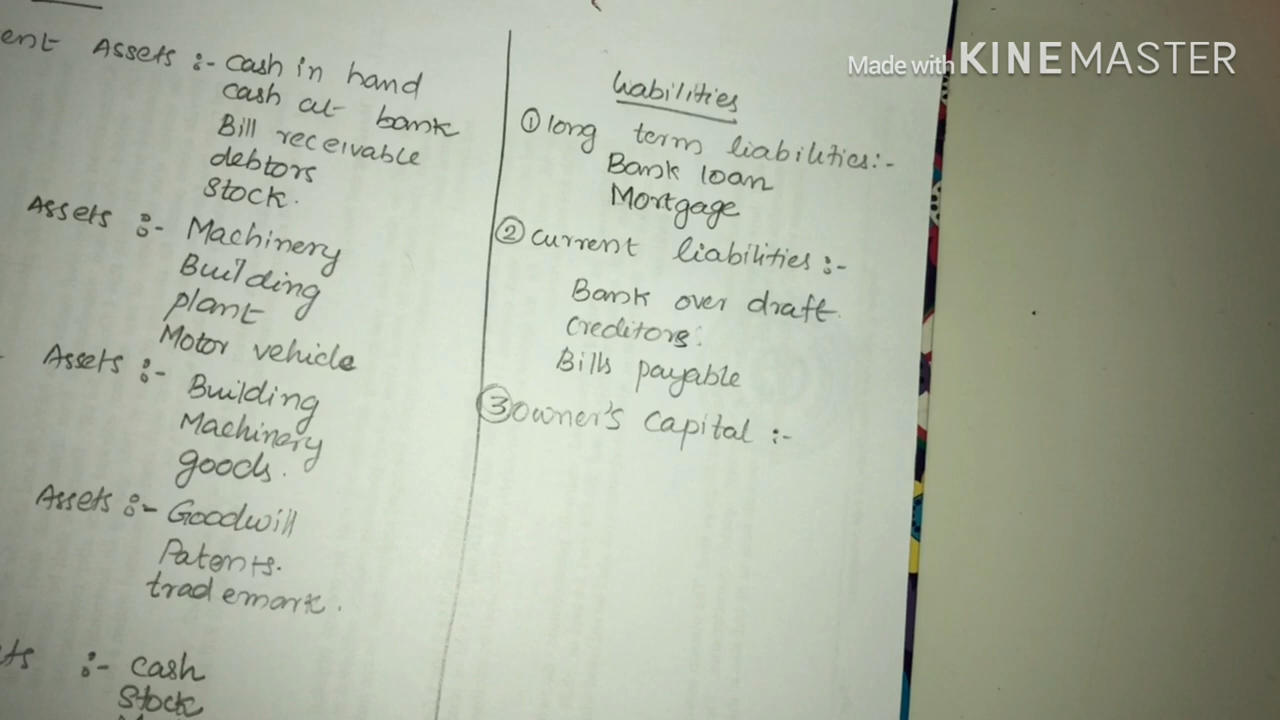 ent Assets :- cash in hand
cash at bank
Bill receivable
debtors
stock.
Assets :- Machinery
Building
plant
Motor vehicle
Assets :- Building
Machinery
goods.
Assets :- Goodwill
Patents.
trademark.
ts :- cash
Stock
Liabilities
① long term liabilities:-
Bank loan
Mortgage
② current liabilities :-
Bank over draft.
creditors.
Bills payable
③ owner's capital :-
Made with KINEMASTER